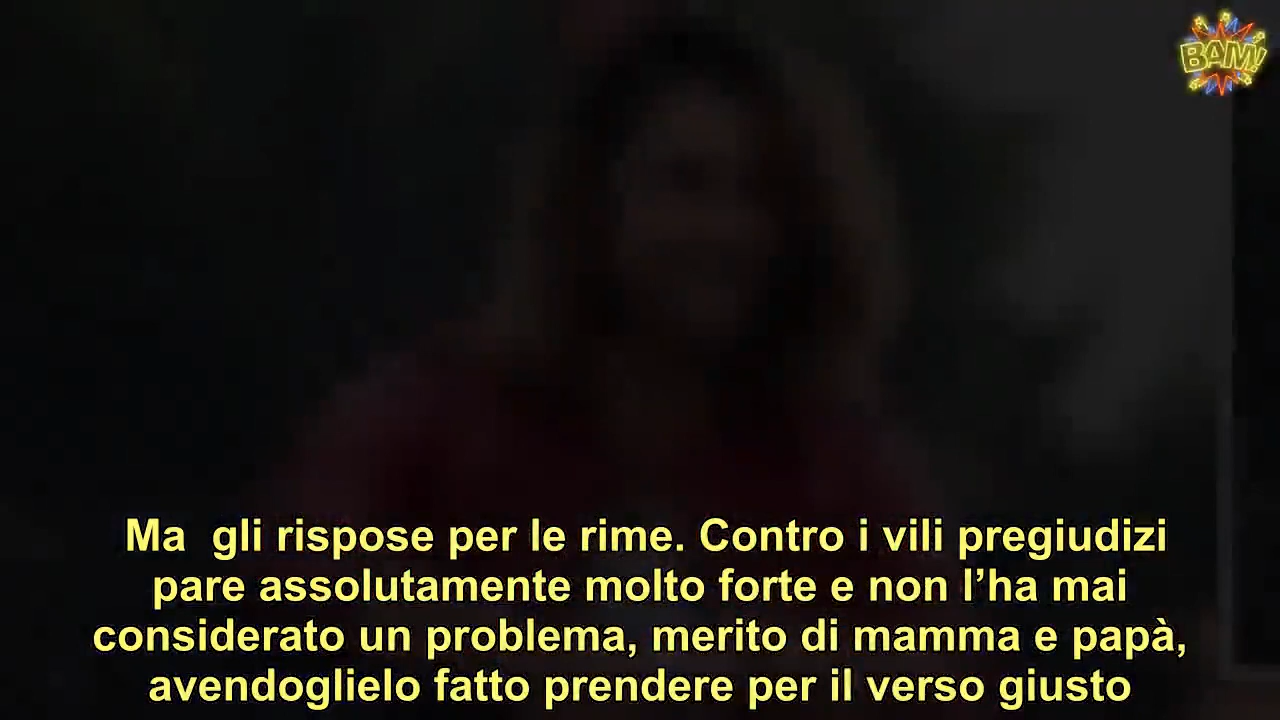 BAM!
Ma  gli rispose per le rime. Contro i vili pregiudizi
pare assolutamente molto forte e non l’ha mai
considerato un problema, merito di mamma e papà,
avendoglielo fatto prendere per il verso giusto